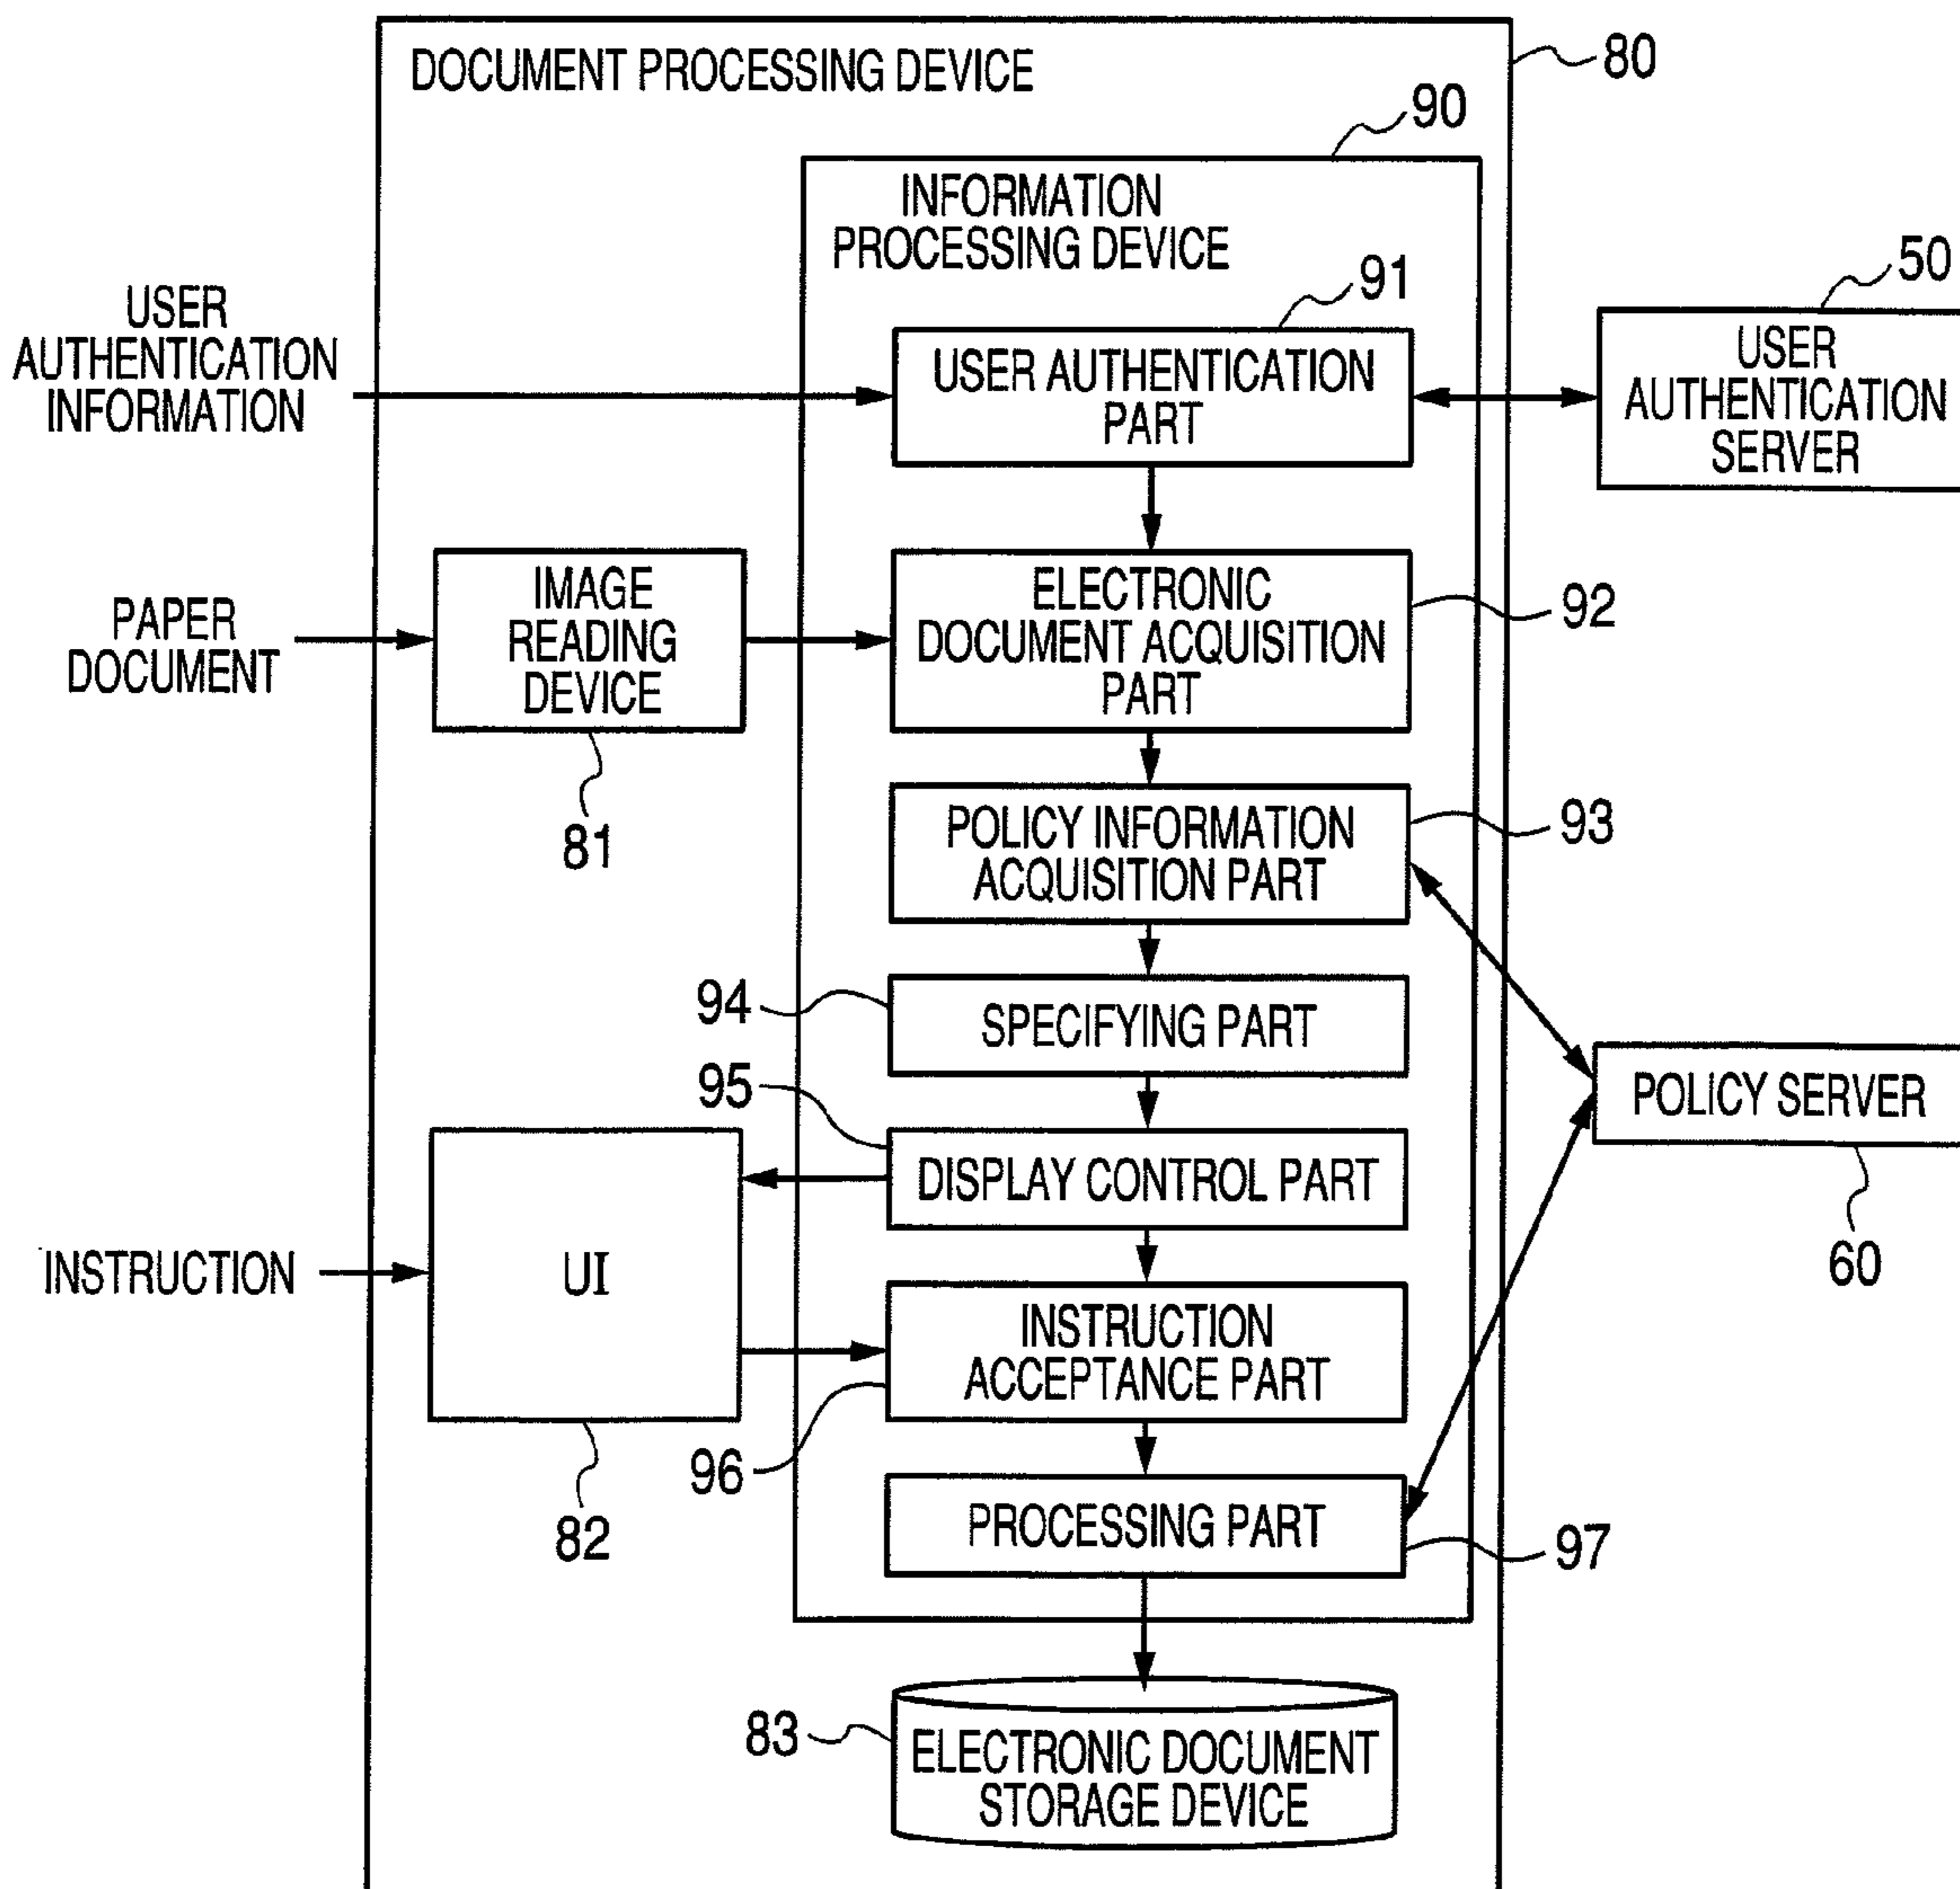 DOCUMENT PROCESSING DEVICE
80
90
INFORMATION
PROCESSING DEVICE
91
50
USER
AUTHENTICATION
INFORMATION
USER AUTHENTICATION
PART
USER
AUTHENTICATION
SERVER
PAPER
DOCUMENT
IMAGE
READING
DEVICE
81
ELECTRONIC
DOCUMENT ACQUISITION
PART
92
POLICY INFORMATION
ACQUISITION PART
93
94
SPECIFYING PART
95
DISPLAY CONTROL PART
POLICY SERVER
60
INSTRUCTION
UI
82
INSTRUCTION
ACCEPTANCE PART
96
PROCESSING PART
97
83
ELECTRONIC DOCUMENT
STORAGE DEVICE